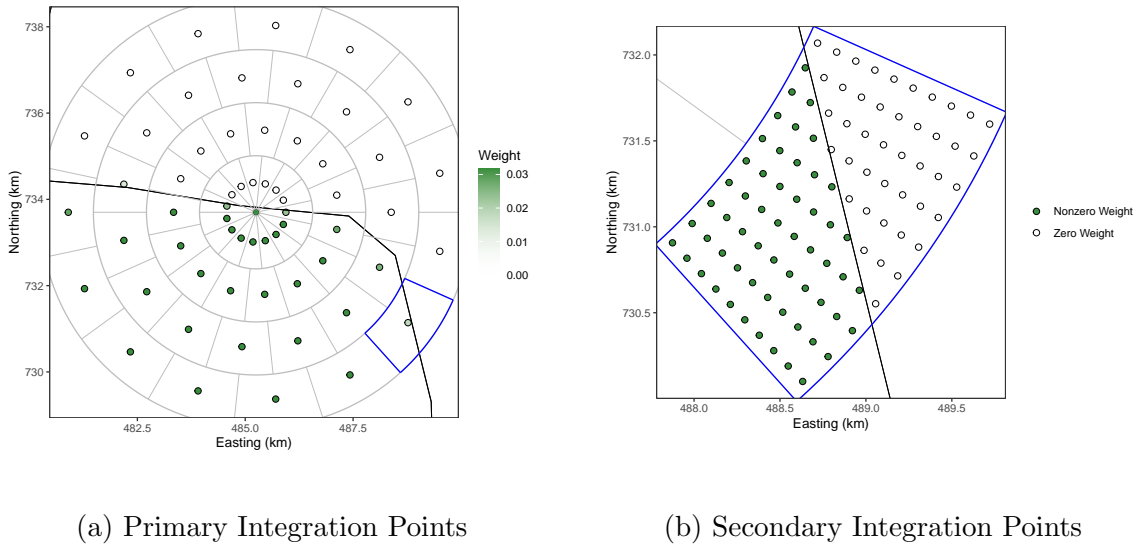 738
736
734
732
730
Northing (km)
482.5
485.0
487.5
Easting (km)
Weight
0.03
0.02
0.01
0.00
732.0
731.5
731.0
730.5
Northing (km)
488.0
488.5
489.0
489.5
Easting (km)
Nonzero Weight
Zero Weight
(a) Primary Integration Points
(b) Secondary Integration Points